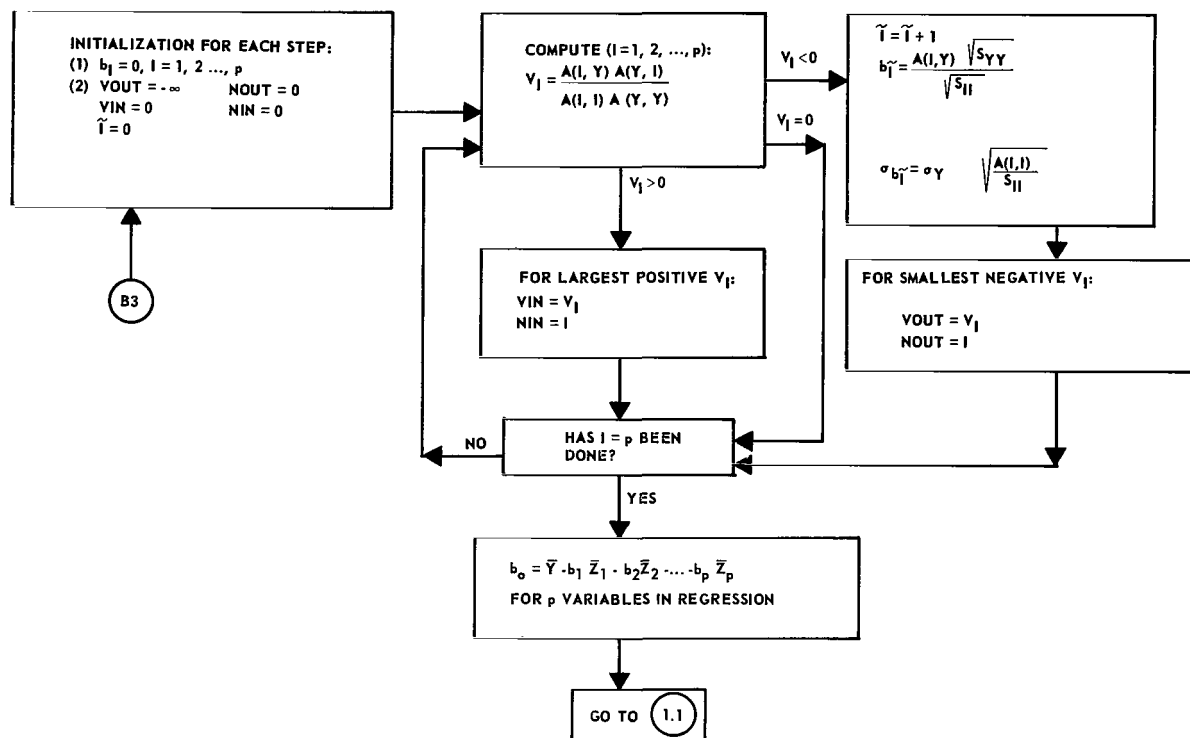 INITIALIZATION FOR EACH STEP:
(1) b_I = 0, I = 1, 2 ..., p
(2) VOUT = -∞ NOUT = 0
VIN = 0 NIN = 0
Ĩ = 0
B3
COMPUTE (I = 1, 2, ..., p):
V_I = A(I, Y) A(Y, I) / A(I, I) A (Y, Y)
V_I<0
V_I=0
V_I>0
Ĩ = Ĩ + 1
b_Ĩ = A(I,Y) √S_YY / √S_II
σ_b_Ĩ = σ_Y √A(I,I) / S_II
FOR LARGEST POSITIVE V_I:
VIN = V_I
NIN = I
FOR SMALLEST NEGATIVE V_I:
VOUT = V_I
NOUT = I
NO
HAS I = p BEEN
DONE?
YES
b_o = Ȳ -b_1 Z̄_1 - b_2Z̄_2 -....-b_p Z̄_p
FOR p VARIABLES IN REGRESSION
GO TO 1.1